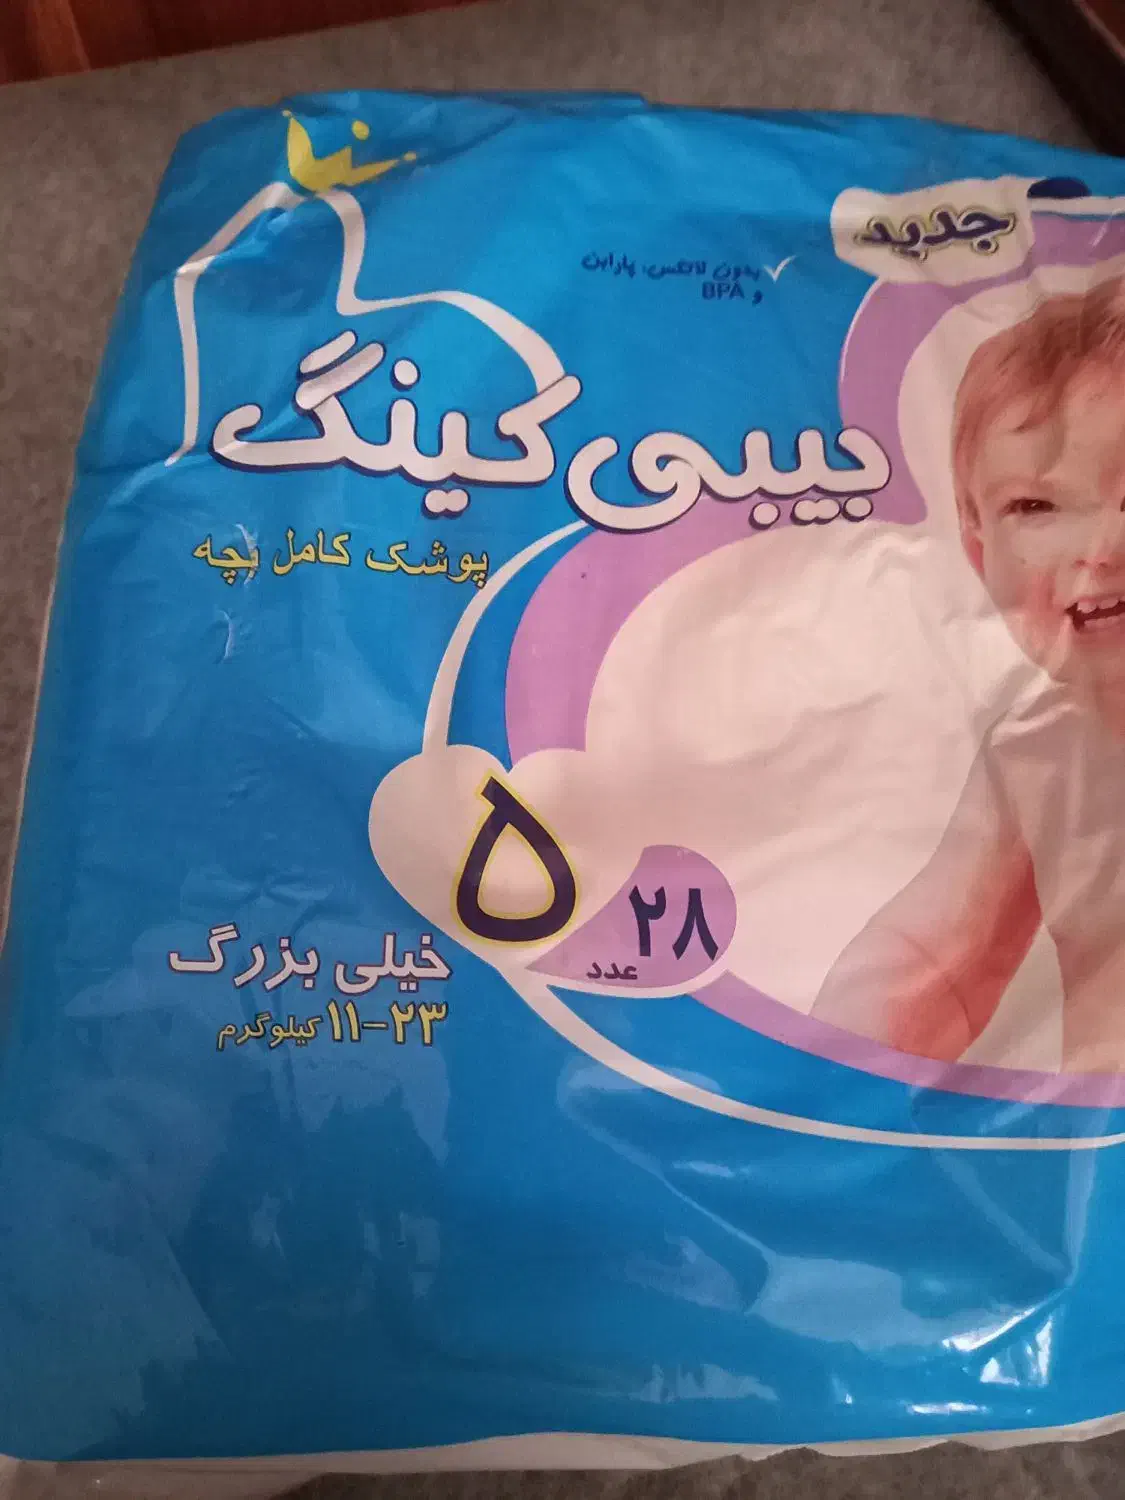 جدید
بدون لاتکس، پارابن
و BPA
بیبی کینگ
پوشک کامل بچه
۵
۲۸
عدد
خیلی بزرگ
۱۱-۲۳ کیلوگرم